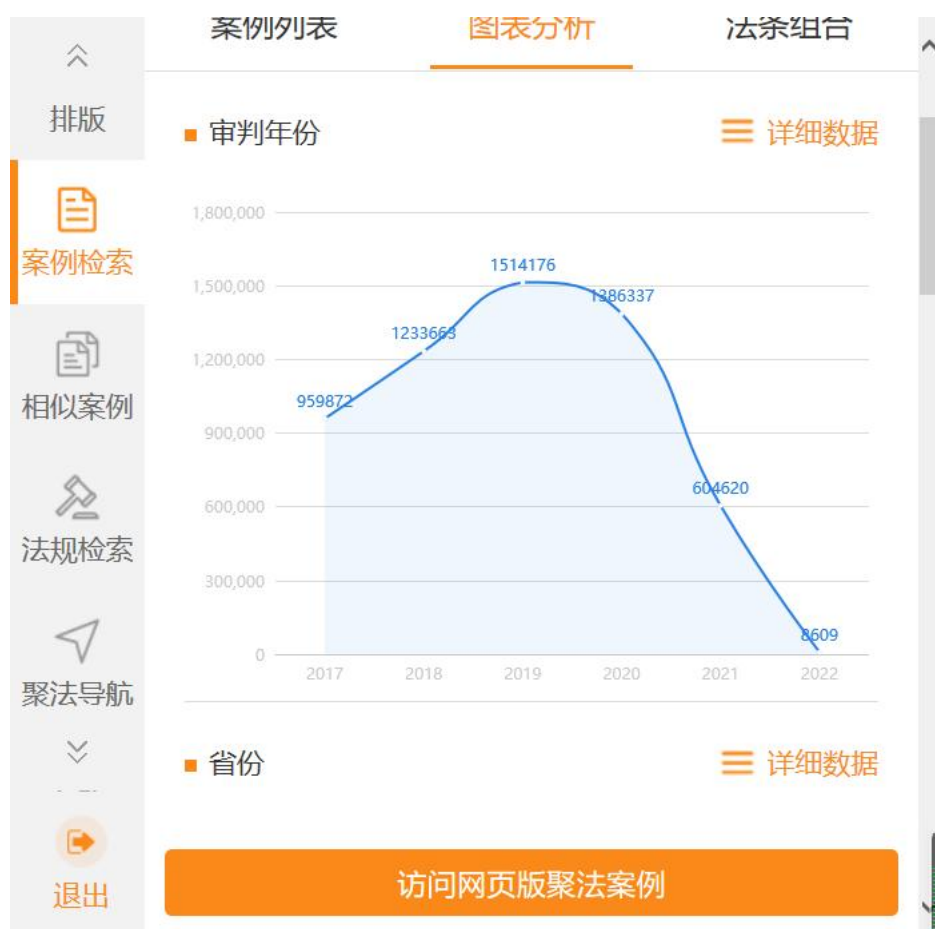 案例列表 图表分析 法条组合
排版
案例检索
相似案例
法规检索
聚法导航
退出
审判年份 详细数据
1,800,000
1,500,000
1,200,000
900,000
600,000
300,000
0
959872
1233663
1514176
1386337
604620
8609
2017 2018 2019 2020 2021 2022
省份 详细数据
访问网页版聚法案例